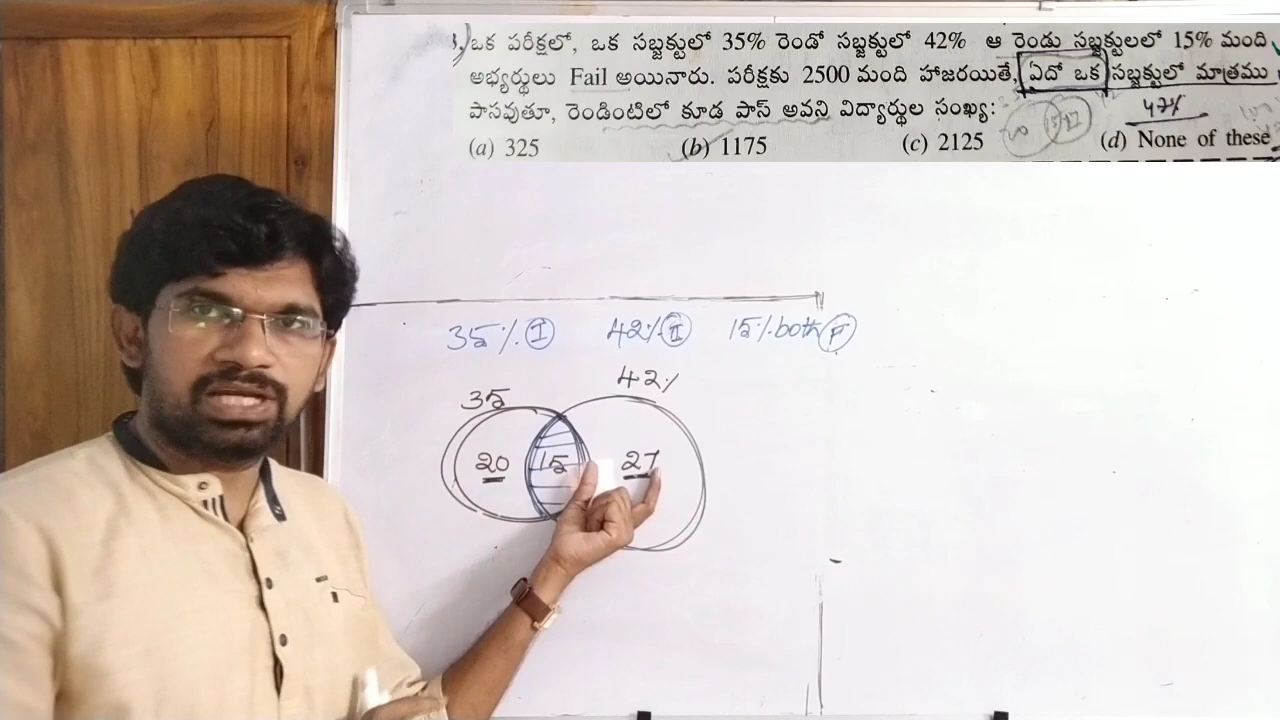 ఒక పరీక్షలో, ఒక సబ్జక్టులో 35% రెండో సబ్జక్టులో 42% ఆ రెండు సబ్జక్టులలో 15% మంది
అభ్యర్థులు Fail అయినారు. పరీక్షకు 2500 మంది హాజరయితే, ఏదో ఒక సబ్జక్టులో మాత్రము
పాసవుతూ, రెండింటిలో కూడ పాస్ అవని విద్యార్థుల సంఖ్య:
47%
(a) 325 (b) 1175 (c) 2125 (d) None of these
35% I 42% II 15% both F
35 42%
20 15 27